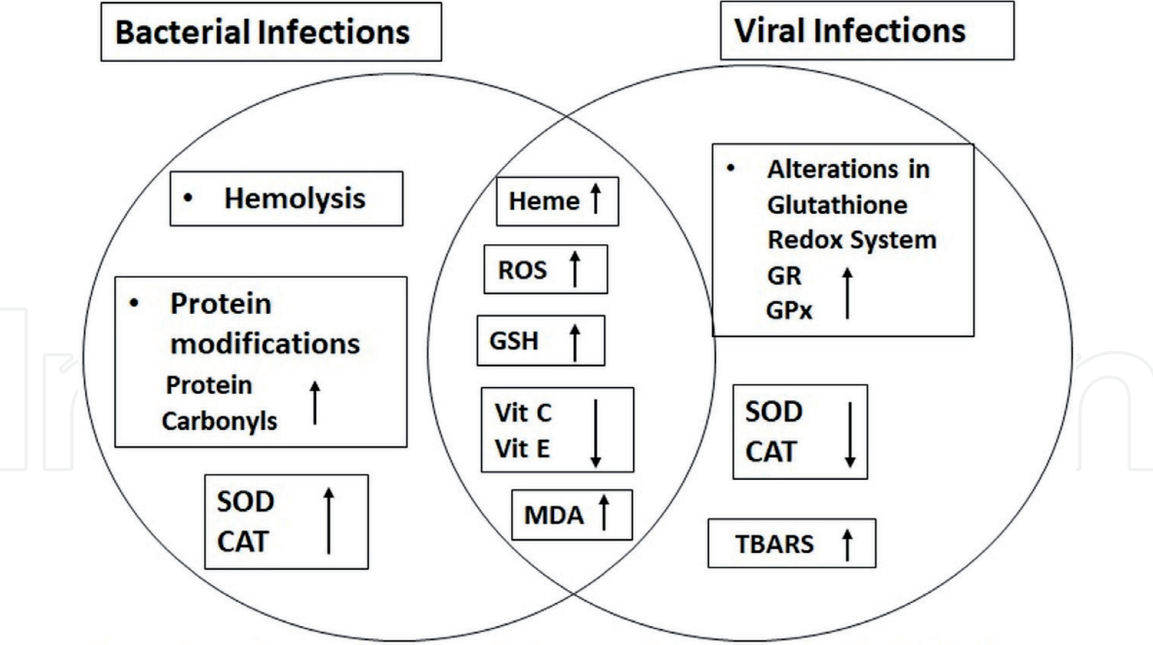 Bacterial Infections
Viral Infections
• Hemolysis
• Protein
modifications
Protein
Carbonyls ↑
SOD
CAT ↑
Heme ↑
ROS ↑
GSH ↑
Vit C
Vit E ↓
MDA ↑
• Alterations in
Glutathione
Redox System
GR
GPx ↑
SOD
CAT ↓
TBARS ↑